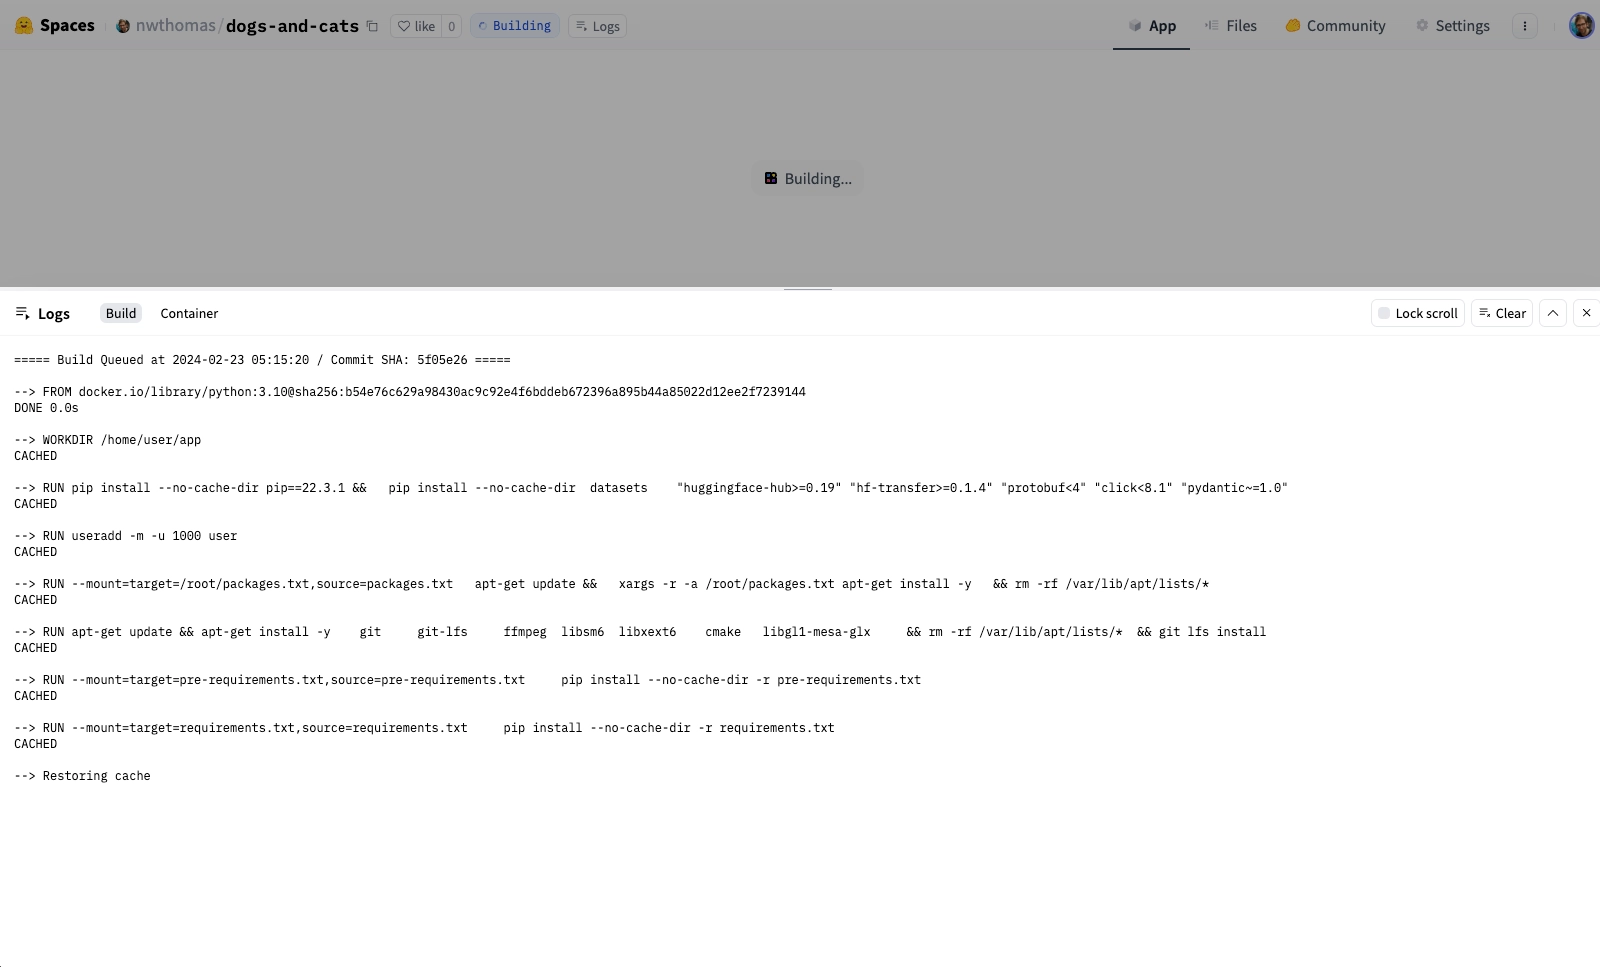 Spaces nwthomas/dogs-and-cats like 0 Building Logs App Files Community Settings
Building...
Logs Build Container Lock scroll Clear
===== Build Queued at 2024-02-23 05:15:20 / Commit SHA: 5f05e26 =====
--> FROM docker.io/library/python:3.10@sha256:b54e76c629a98430ac9c92e4f6bddeb672396a895b44a85022d12ee2f7239144
DONE 0.0s
--> WORKDIR /home/user/app
CACHED
--> RUN pip install --no-cache-dir pip==22.3.1 && pip install --no-cache-dir datasets "huggingface-hub>=0.19" "hf-transfer>=0.1.4" "protobuf<4" "click<8.1" "pydantic~=1.0"
CACHED
--> RUN useradd -m -u 1000 user
CACHED
--> RUN --mount=target=/root/packages.txt,source=packages.txt apt-get update && xargs -r -a /root/packages.txt apt-get install -y && rm -rf /var/lib/apt/lists/*
CACHED
--> RUN apt-get update && apt-get install -y git git-lfs ffmpeg libsm6 libxext6 cmake libgl1-mesa-glx && rm -rf /var/lib/apt/lists/* && git lfs install
CACHED
--> RUN --mount=target=pre-requirements.txt,source=pre-requirements.txt pip install --no-cache-dir -r pre-requirements.txt
CACHED
--> RUN --mount=target=requirements.txt,source=requirements.txt pip install --no-cache-dir -r requirements.txt
CACHED
--> Restoring cache